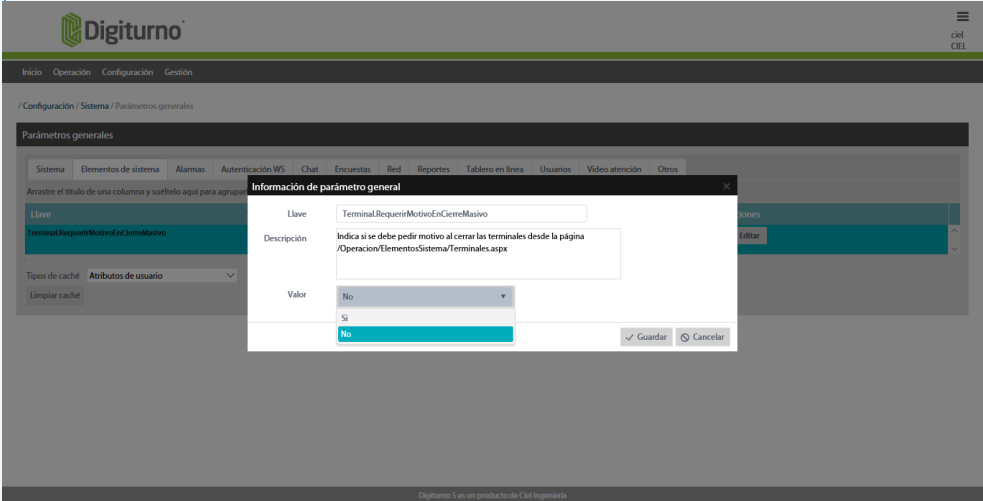 Digiturno
ciel
CIEL
Inicio Operación Configuración Gestión
/ Configuración / Sistema / Parámetros generales
Parámetros generales
Sistema Elementos de sistema Alarmas Autenticación WS Chat Encuestas Red Reportes Tablero en línea Usuarios Video atención Otros
Arrastre el título de una columna y suéltelo aquí para agrupar
Información de parámetro general
Llave
Llave Terminal.RequerirMotivoEnCierreMasivo
Terminal.RequerirMotivoEnCierreMasivo
Editar
Descripción Indica si se debe pedir motivo al cerrar las terminales desde la página
/Operacion/ElementosSistema/Terminales.aspx
Tipos de caché Atributos de usuario
Limpiar caché
Valor No
Si
No
Guardar Cancelar
Digiturno 5 es un producto de Ciel Ingeniería